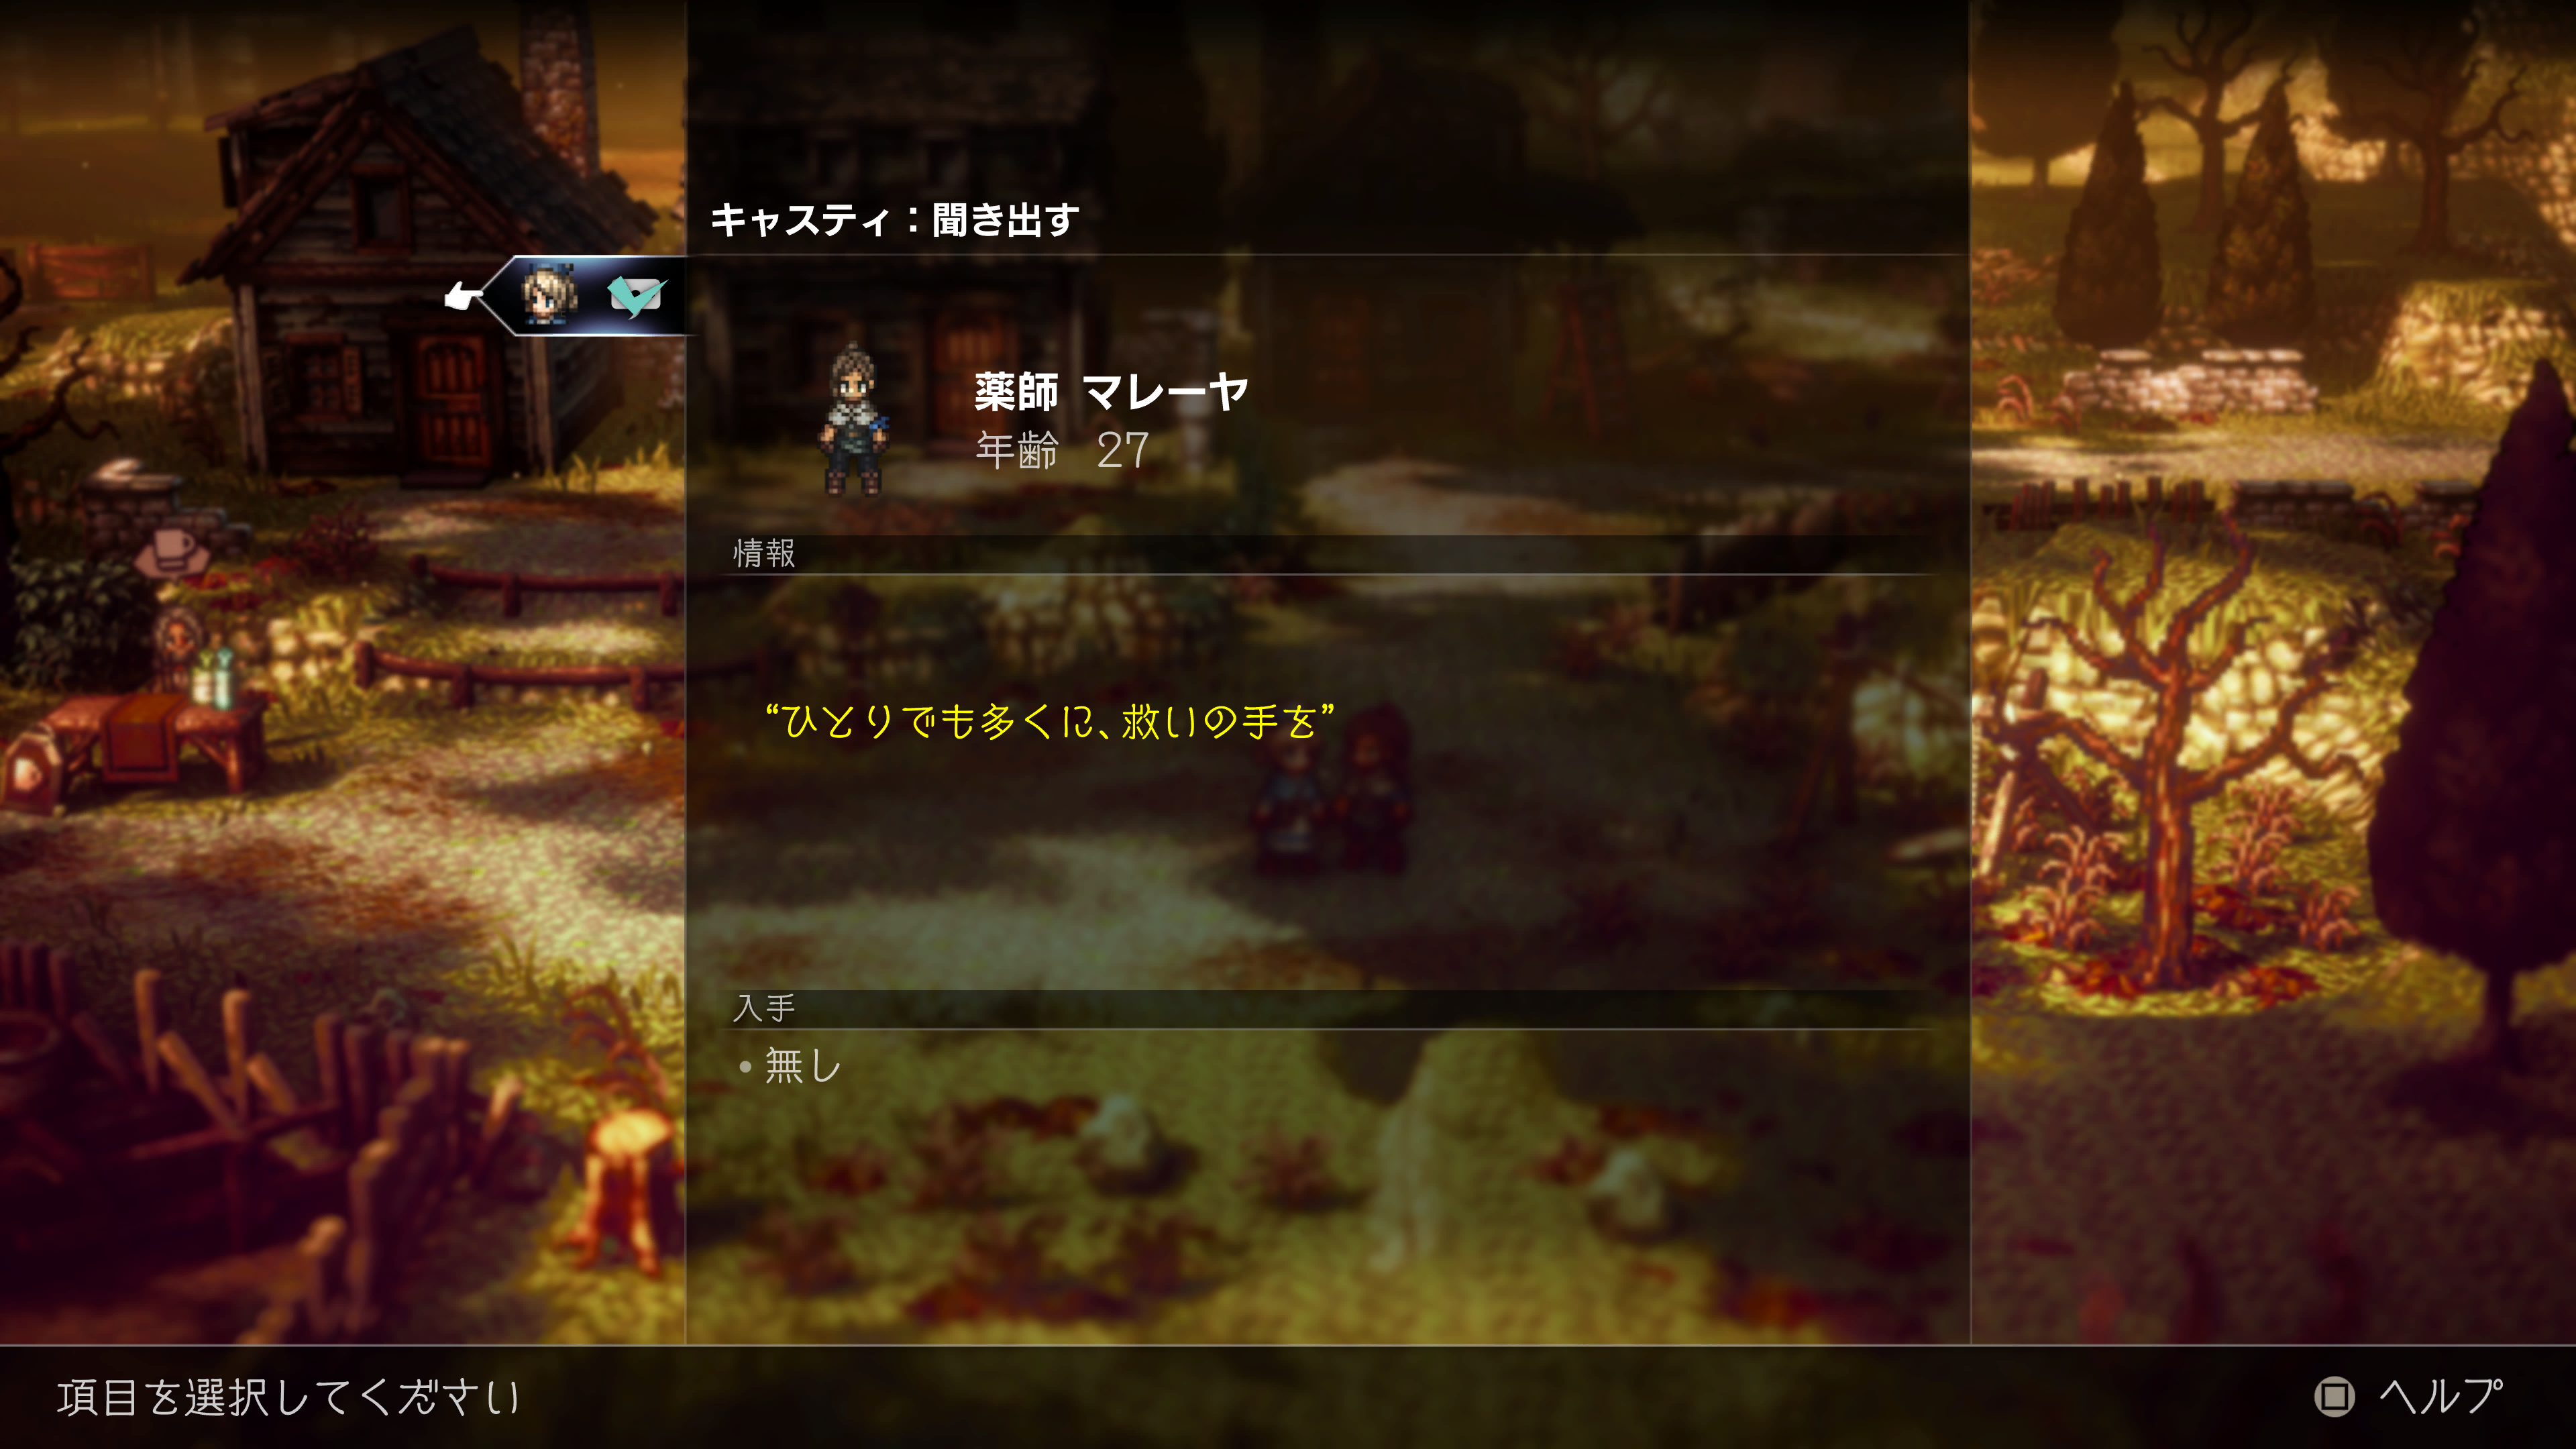 キャスティ：聞き出す
薬師 マレーヤ
年齢 27
情報
“ひとりでも多くに、救いの手を”
入手
・無し
項目を選択してください
ヘルプ